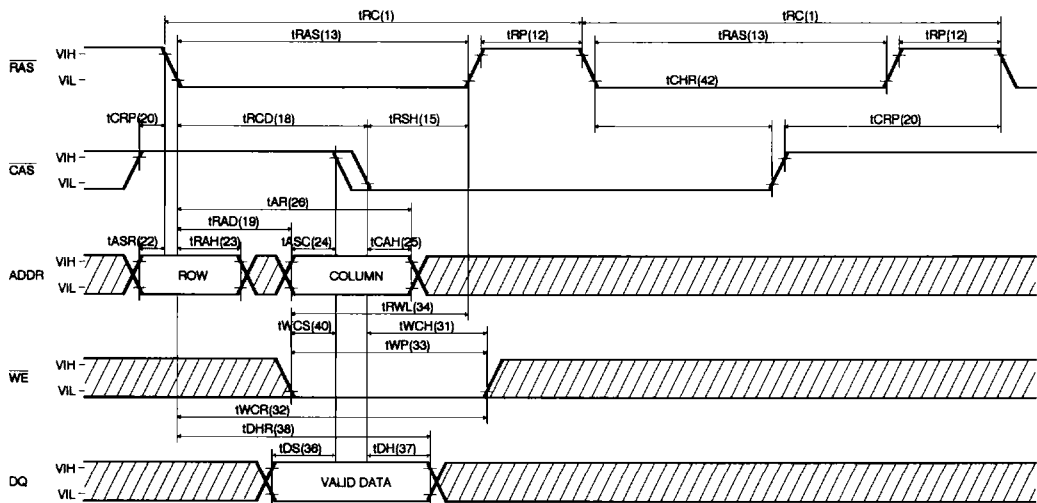 tRC(1) tRC(1)
tRAS(13) tRP(12) tRAS(13) tRP(12)
RAS VIH
VIL tCHR(42)
tCRP(20) tRCD(18) tRSH(15) tCRP(20)
CAS VIH
VIL
tAR(26)
tRAD(19)
tASR(22) tRAH(23) tASC(24) tCAH(25)
ADDR VIH ROW COLUMN
VIL
tRWL(34)
tWCS(40) tWCH(31)
tWP(33)
WE VIH
VIL
tWCR(32)
tDHR(38)
tDS(36) tDH(37)
DQ VIH VALID DATA
VIL